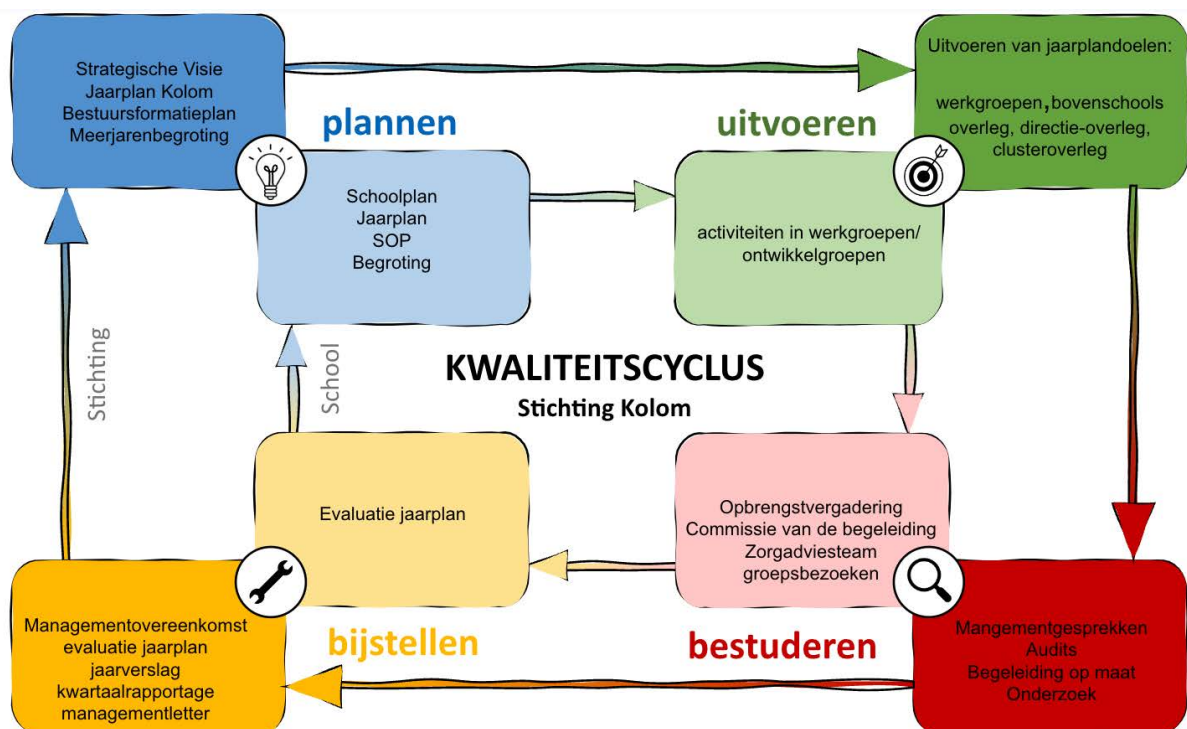 Strategische Visie
Jaarplan Kolom
Bestuursformatieplan
Meerjarenbegroting
plannen
Schoolplan
Jaarplan
SOP
Begroting
uitvoeren
Uitvoeren van jaarplandoelen:
werkgroepen,bovenschools
overleg, directie-overleg,
clusteroverleg
activiteiten in werkgroepen/
ontwikkelgroepen
Stichting
School
KWALITEITSCYCLUS
Stichting Kolom
Evaluatie jaarplan
Opbrengstvergadering
Commissie van de begeleiding
Zorgadviesteam
groepsbezoeken
Managementovereenkomst
evaluatie jaarplan
jaarverslag
kwartaalrapportage
managementletter
bijstellen
bestuderen
Mangementgesprekken
Audits
Begeleiding op maat
Onderzoek